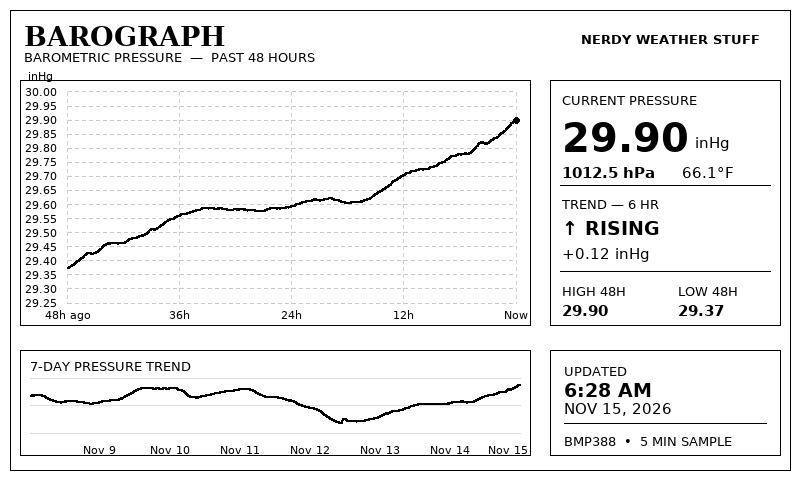 BAROGRAPH
BAROMETRIC PRESSURE — PAST 48 HOURS
NERDY WEATHER STUFF
inHg
30.00
29.95
29.90
29.85
29.80
29.75
29.70
29.65
29.60
29.55
29.50
29.45
29.40
29.35
29.30
29.25
48h ago 36h 24h 12h Now
CURRENT PRESSURE
29.90 inHg
1012.5 hPa 66.1°F
TREND — 6 HR
↑ RISING
+0.12 inHg
HIGH 48H LOW 48H
29.90 29.37
7-DAY PRESSURE TREND
Nov 9 Nov 10 Nov 11 Nov 12 Nov 13 Nov 14 Nov 15
UPDATED
6:28 AM
NOV 15, 2026
BMP388 • 5 MIN SAMPLE